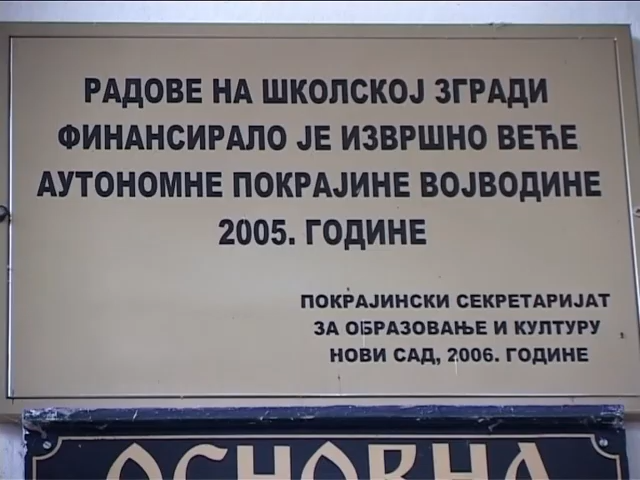 РАДОВЕ НА ШКОЛСКОЈ ЗГРАДИ
ФИНАНСИРАЛО ЈЕ ИЗВРШНО ВЕЋЕ
АУТОНОМНЕ ПОКРАЈИНЕ ВОЈВОДИНЕ
2005. ГОДИНЕ
ПОКРАЈИНСКИ СЕКРЕТАРИЈАТ
ЗА ОБРАЗОВАЊЕ И КУЛТУРУ
НОВИ САД, 2006. ГОДИНЕ
ОСНОВНА